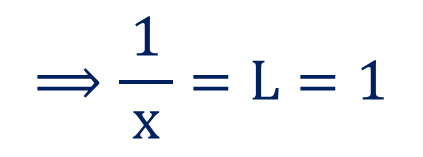 ⟹ 1/x = L = 1